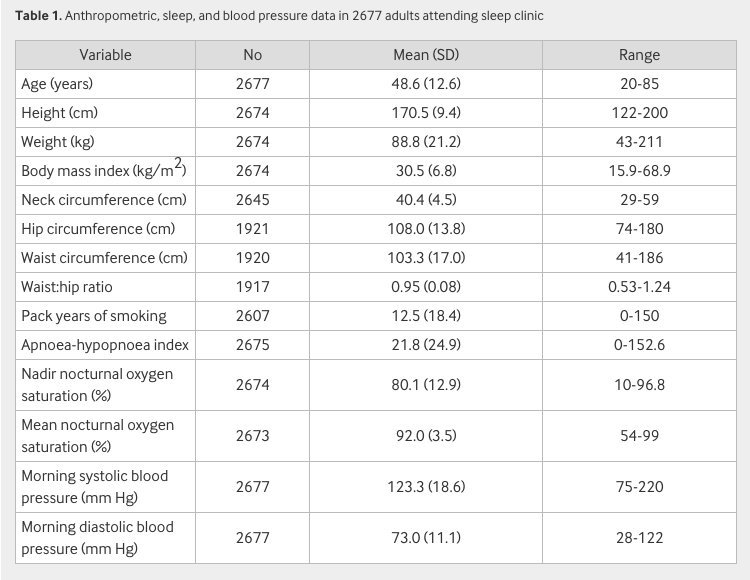 Table 1. Anthropometric, sleep, and blood pressure data in 2677 adults attending sleep clinic
Variable No Mean (SD) Range
Age (years) 2677 48.6 (12.6) 20-85
Height (cm) 2674 170.5 (9.4) 122-200
Weight (kg) 2674 88.8 (21.2) 43-211
Body mass index (kg/m²) 2674 30.5 (6.8) 15.9-68.9
Neck circumference (cm) 2645 40.4 (4.5) 29-59
Hip circumference (cm) 1921 108.0 (13.8) 74-180
Waist circumference (cm) 1920 103.3 (17.0) 41-186
Waist:hip ratio 1917 0.95 (0.08) 0.53-1.24
Pack years of smoking 2607 12.5 (18.4) 0-150
Apnoea-hypopnoea index 2675 21.8 (24.9) 0-152.6
Nadir nocturnal oxygen
saturation (%) 2674 80.1 (12.9) 10-96.8
Mean nocturnal oxygen
saturation (%) 2673 92.0 (3.5) 54-99
Morning systolic blood
pressure (mm Hg) 2677 123.3 (18.6) 75-220
Morning diastolic blood
pressure (mm Hg) 2677 73.0 (11.1) 28-122